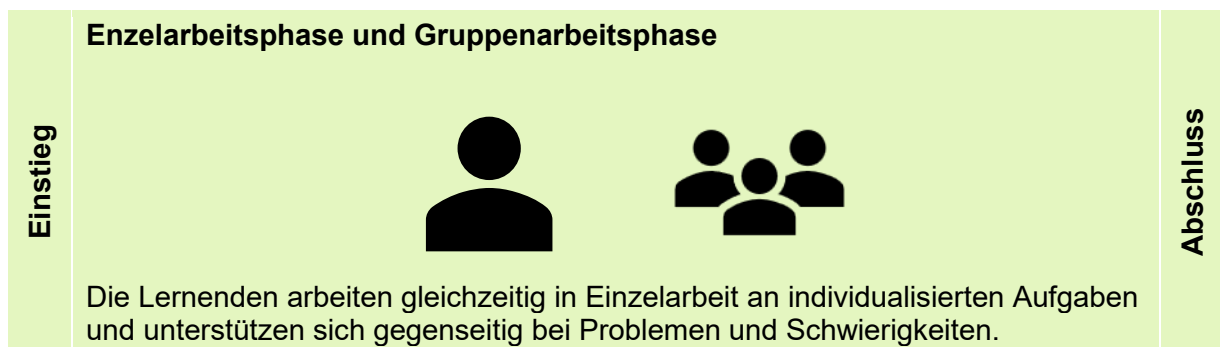 Einstieg
Enzelarbeitsphase und Gruppenarbeitsphase
Die Lernenden arbeiten gleichzeitig in Einzelarbeit an individualisierten Aufgaben
und unterstützen sich gegenseitig bei Problemen und Schwierigkeiten.
Abschluss